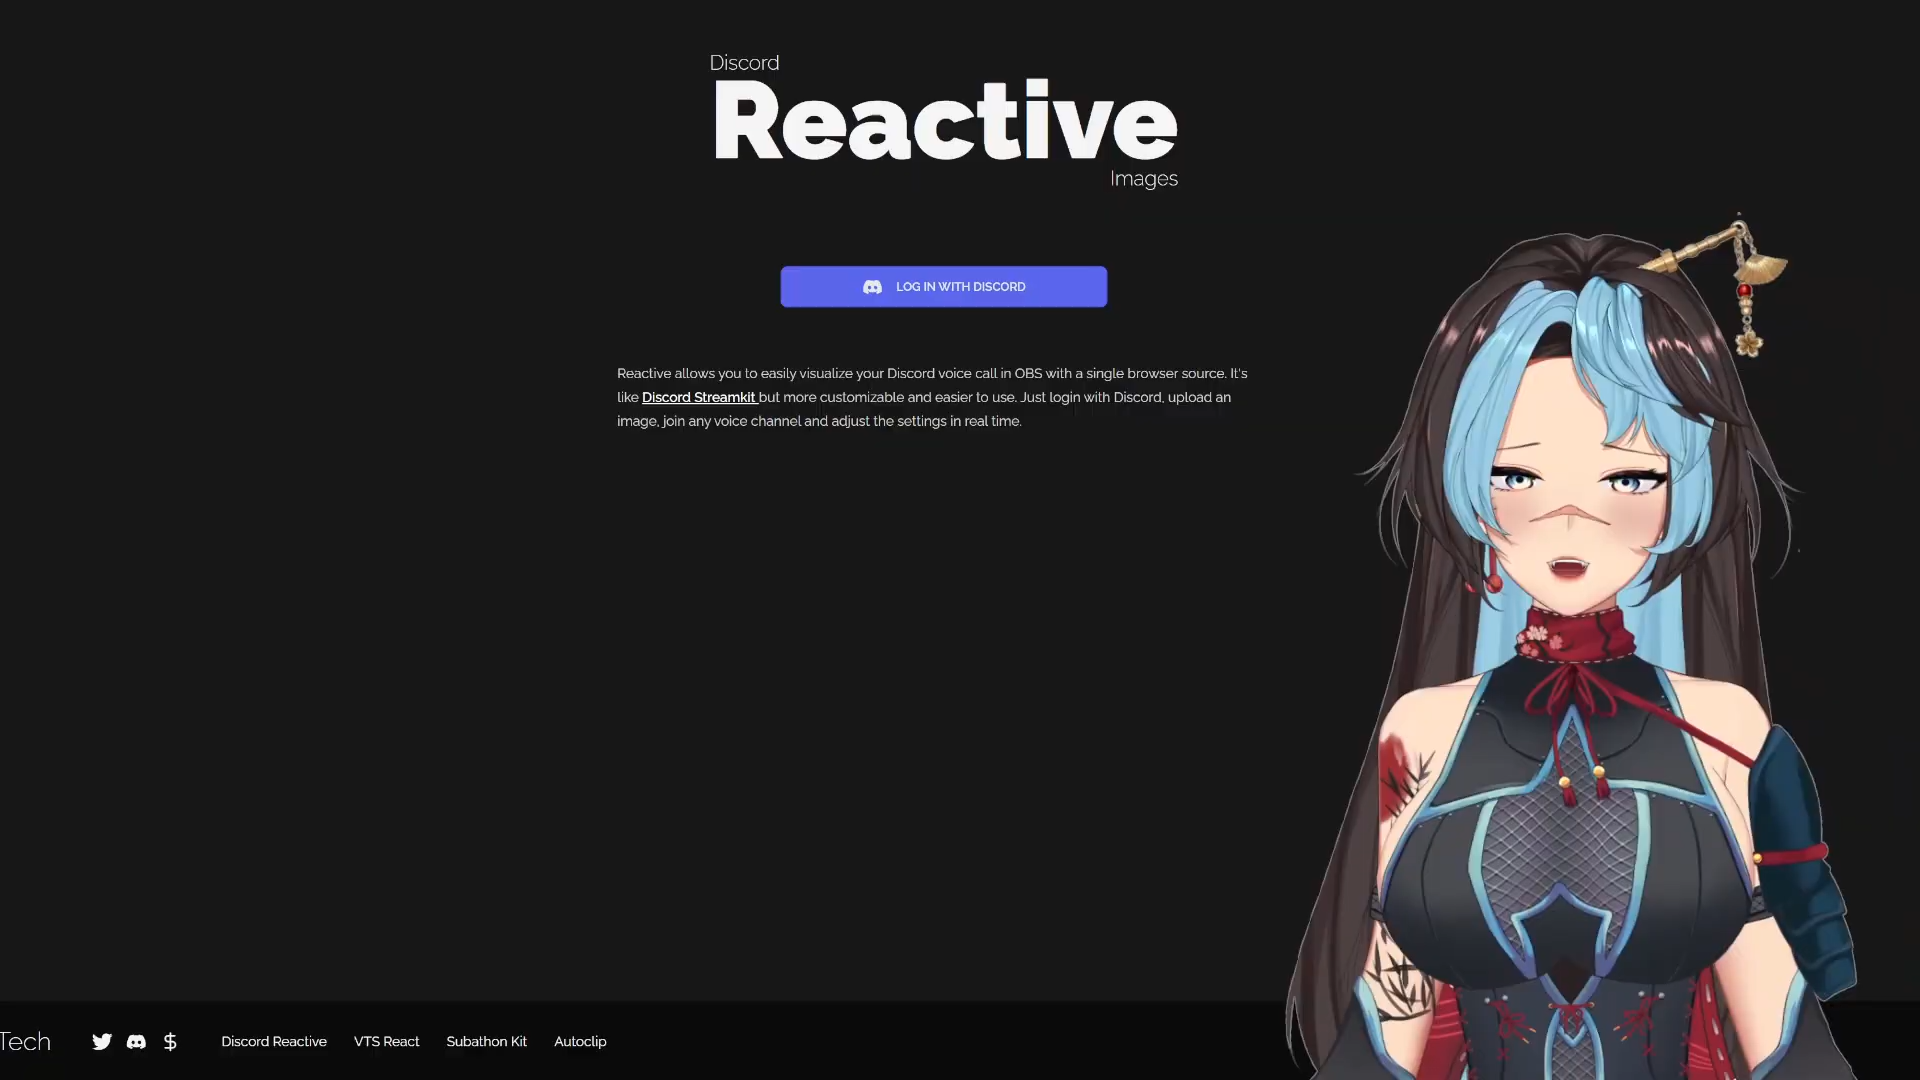 Discord
Reactive
Images
LOG IN WITH DISCORD
Reactive allows you to easily visualize your Discord voice call in OBS with a single browser source. It's
like Discord Streamkit but more customizable and easier to use. Just login with Discord, upload an
image, join any voice channel and adjust the settings in real time.
Tech $ Discord Reactive VTS React Subathon Kit Autoclip